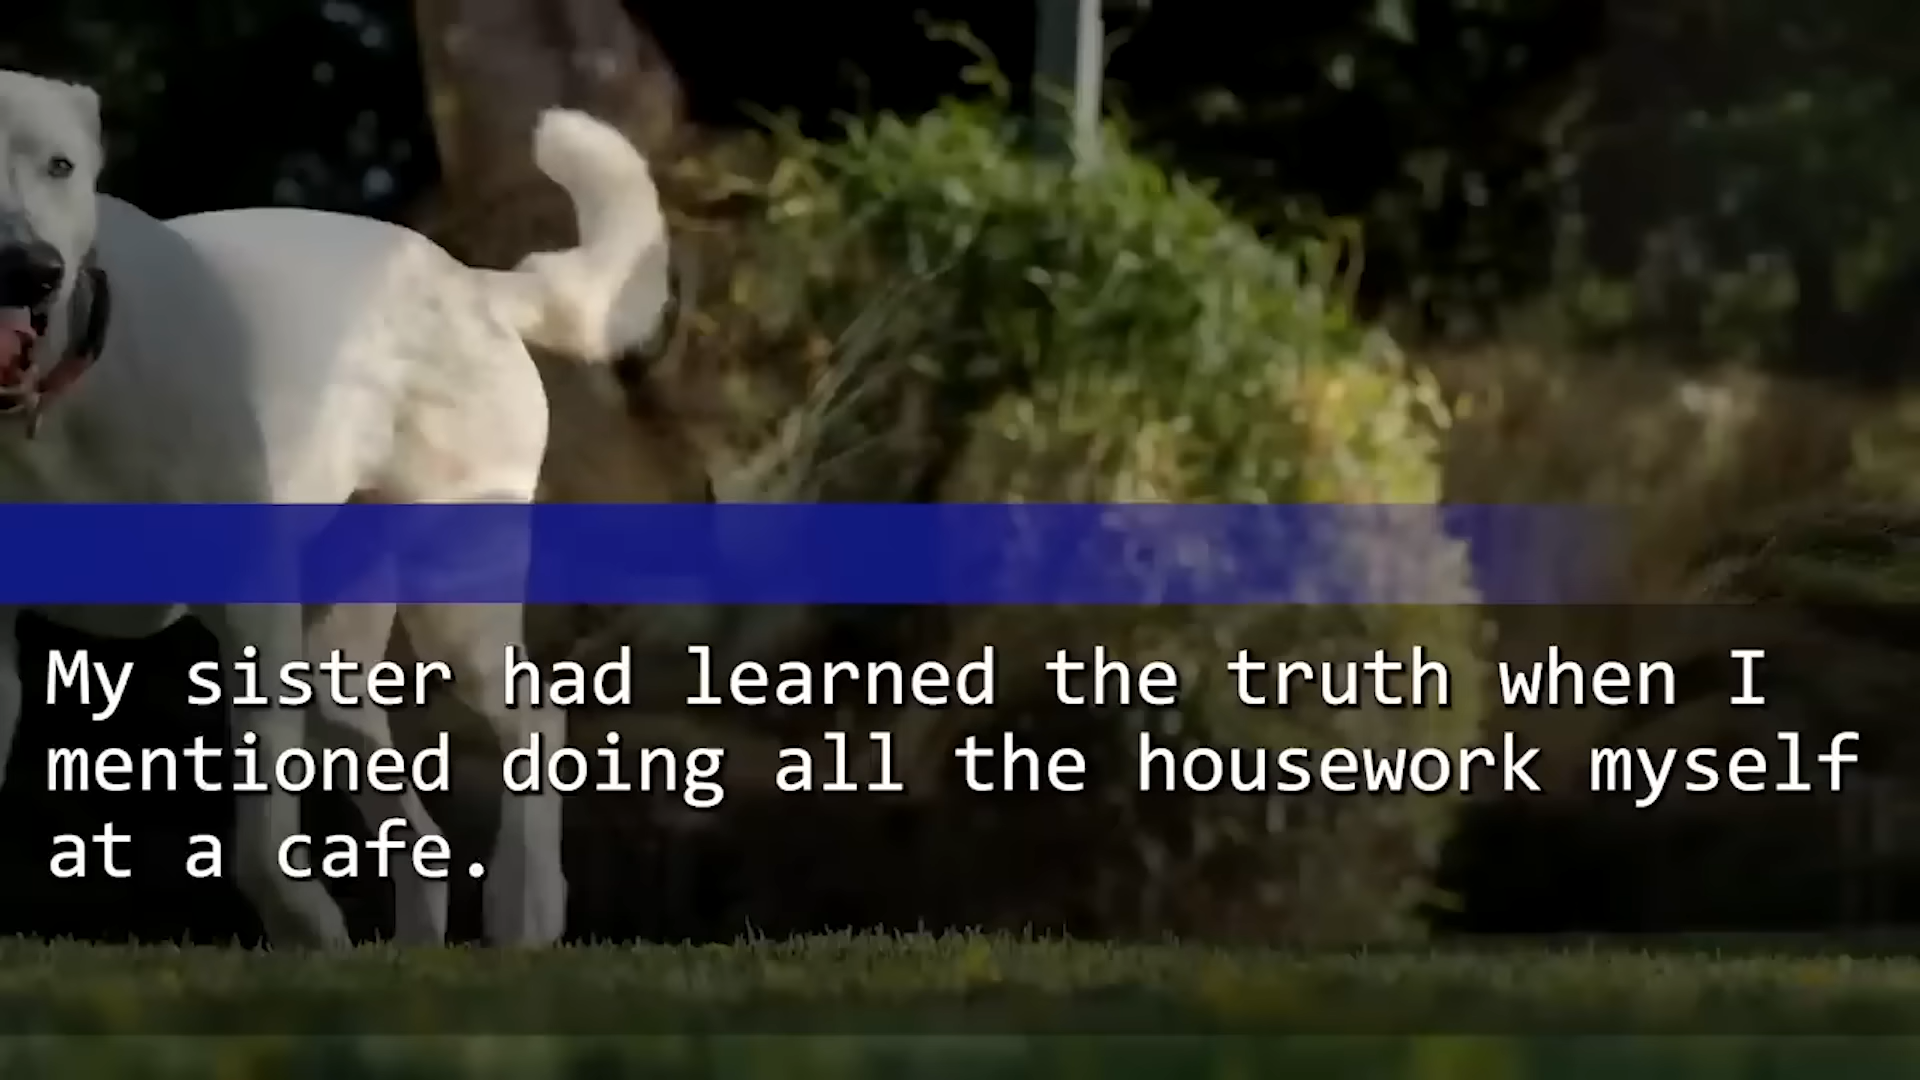 My sister had learned the truth when I
mentioned doing all the housework myself
at a cafe.